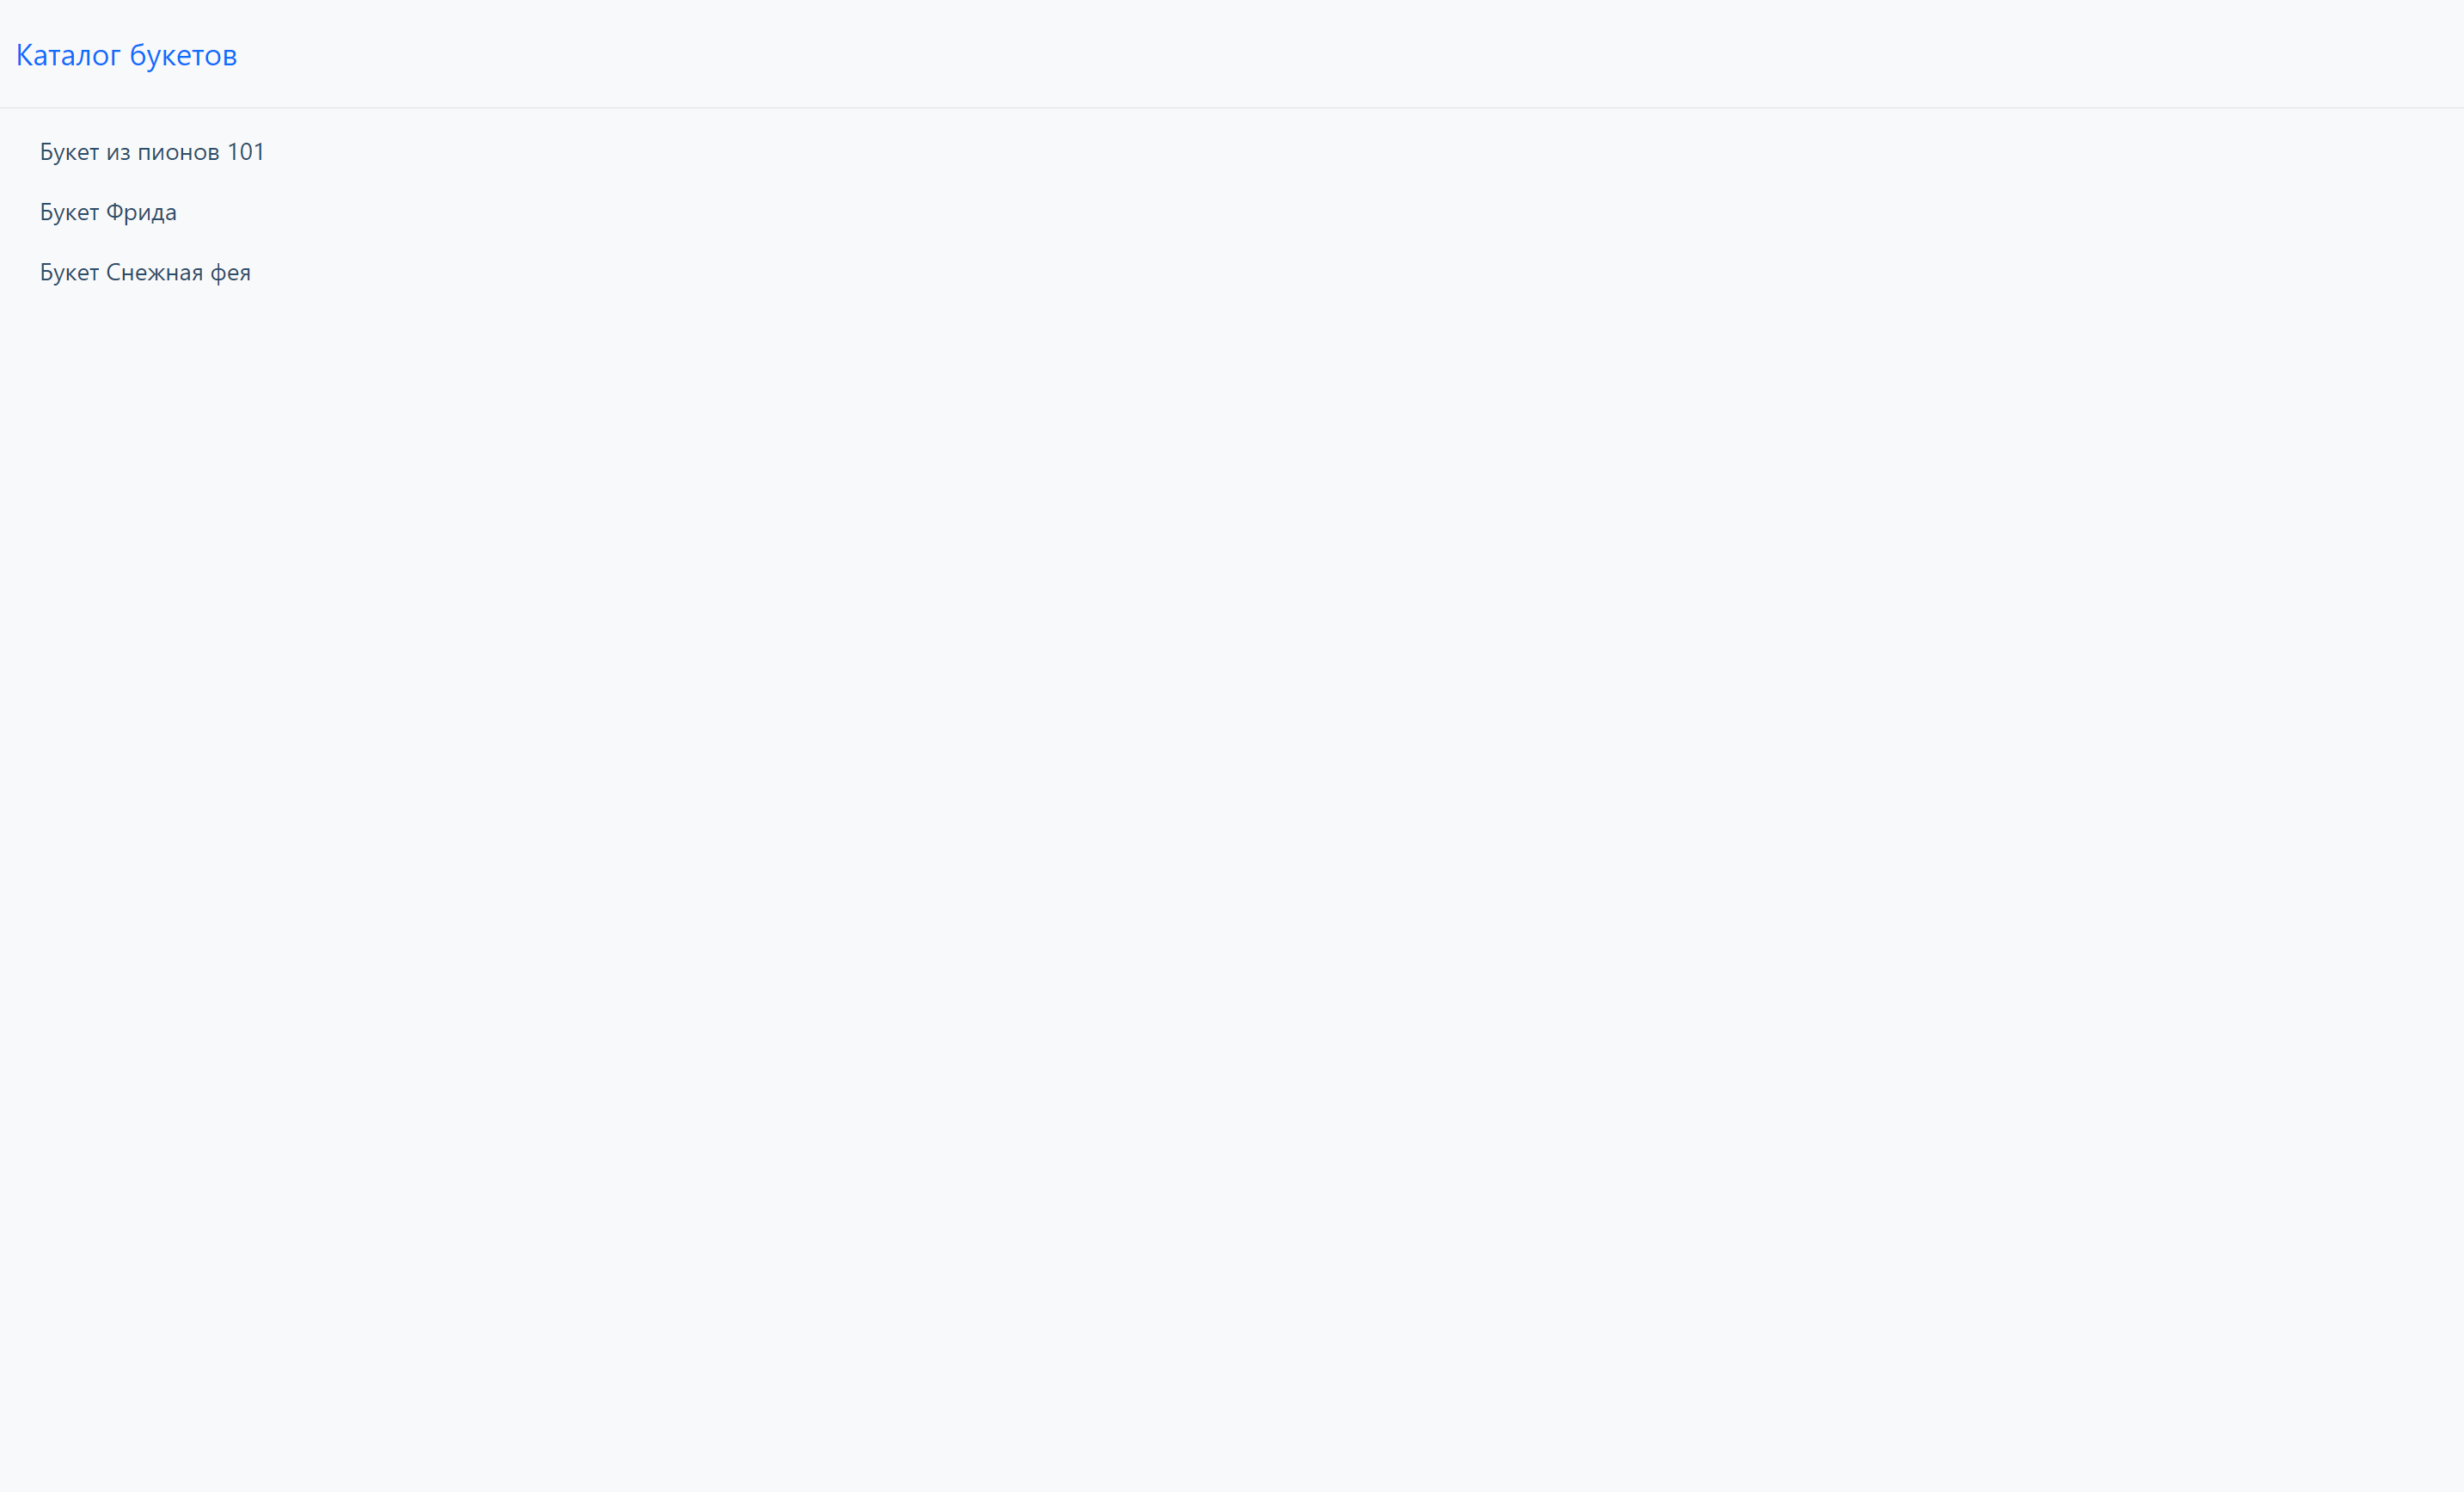 Каталог букетов
Букет из пионов 101
Букет Фрида
Букет Снежная фея